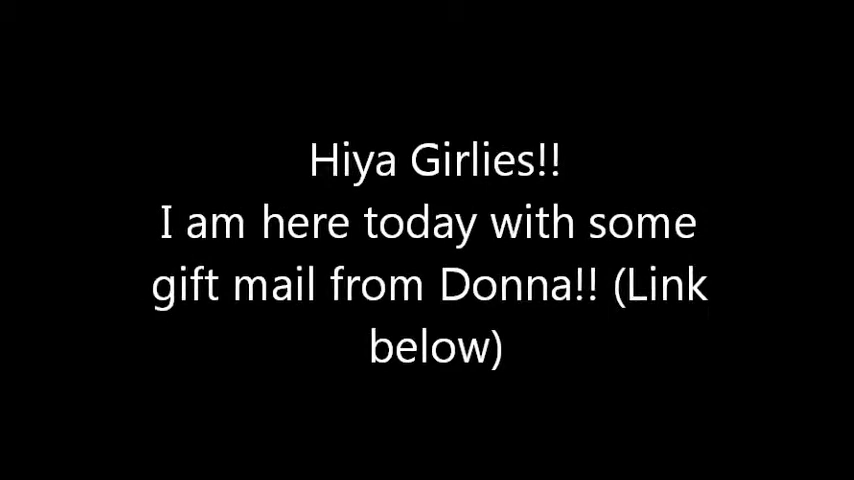 Hiya Girlies!!
I am here today with some
gift mail from Donna!! (Link
below)